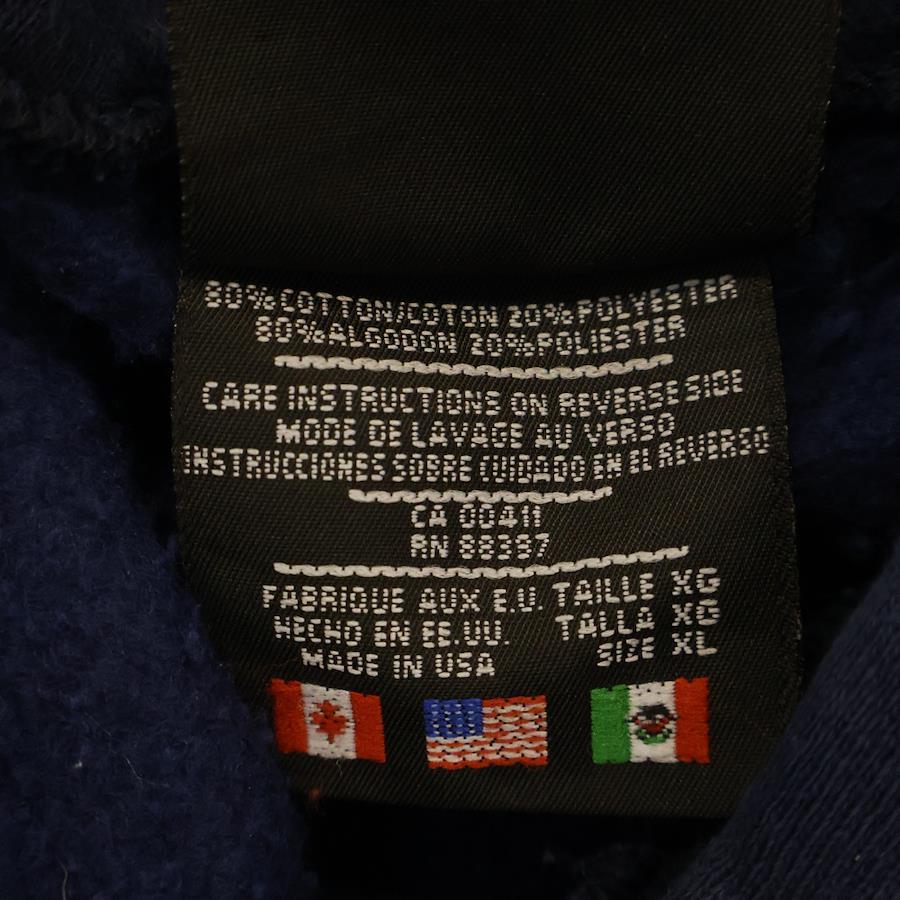 80%COTTON/COTON 20%POLYESTER
80%ALGODON 20%POLIESTER
CARE INSTRUCTIONS ON REVERSE SIDE
MODE DE LAVAGE AU VERSO
INSTRUCCIONES SOBRE CUIDADO EN EL REVERSO
CA 00411
RN 88397
FABRIQUE AUX E.U. TAILLE XG
HECHO EN EE.UU. TALLA XG
MADE IN USA SIZE XL